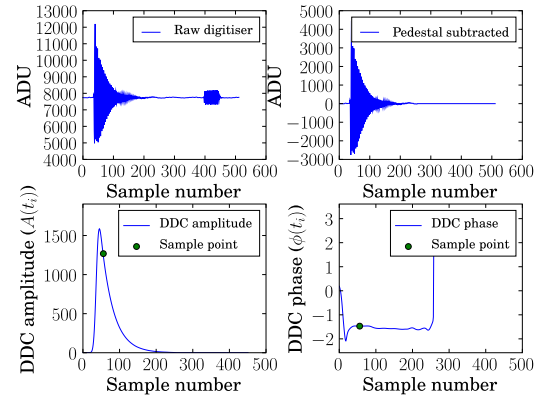 13000
12000
11000
10000
9000
8000
7000
6000
5000
4000
ADU
Raw digitiser
0 100 200 300 400 500 600
Sample number
5000
4000
3000
2000
1000
0
−1000
−2000
−3000
ADU
Pedestal subtracted
0 100 200 300 400 500 600
Sample number
1500
1000
500
0
DDC amplitude (A(t_i))
DDC amplitude
Sample point
0 100 200 300 400 500
Sample number
3
2
1
0
−1
−2
DDC phase (ϕ(t_i))
DDC phase
Sample point
0 100 200 300 400 500
Sample number